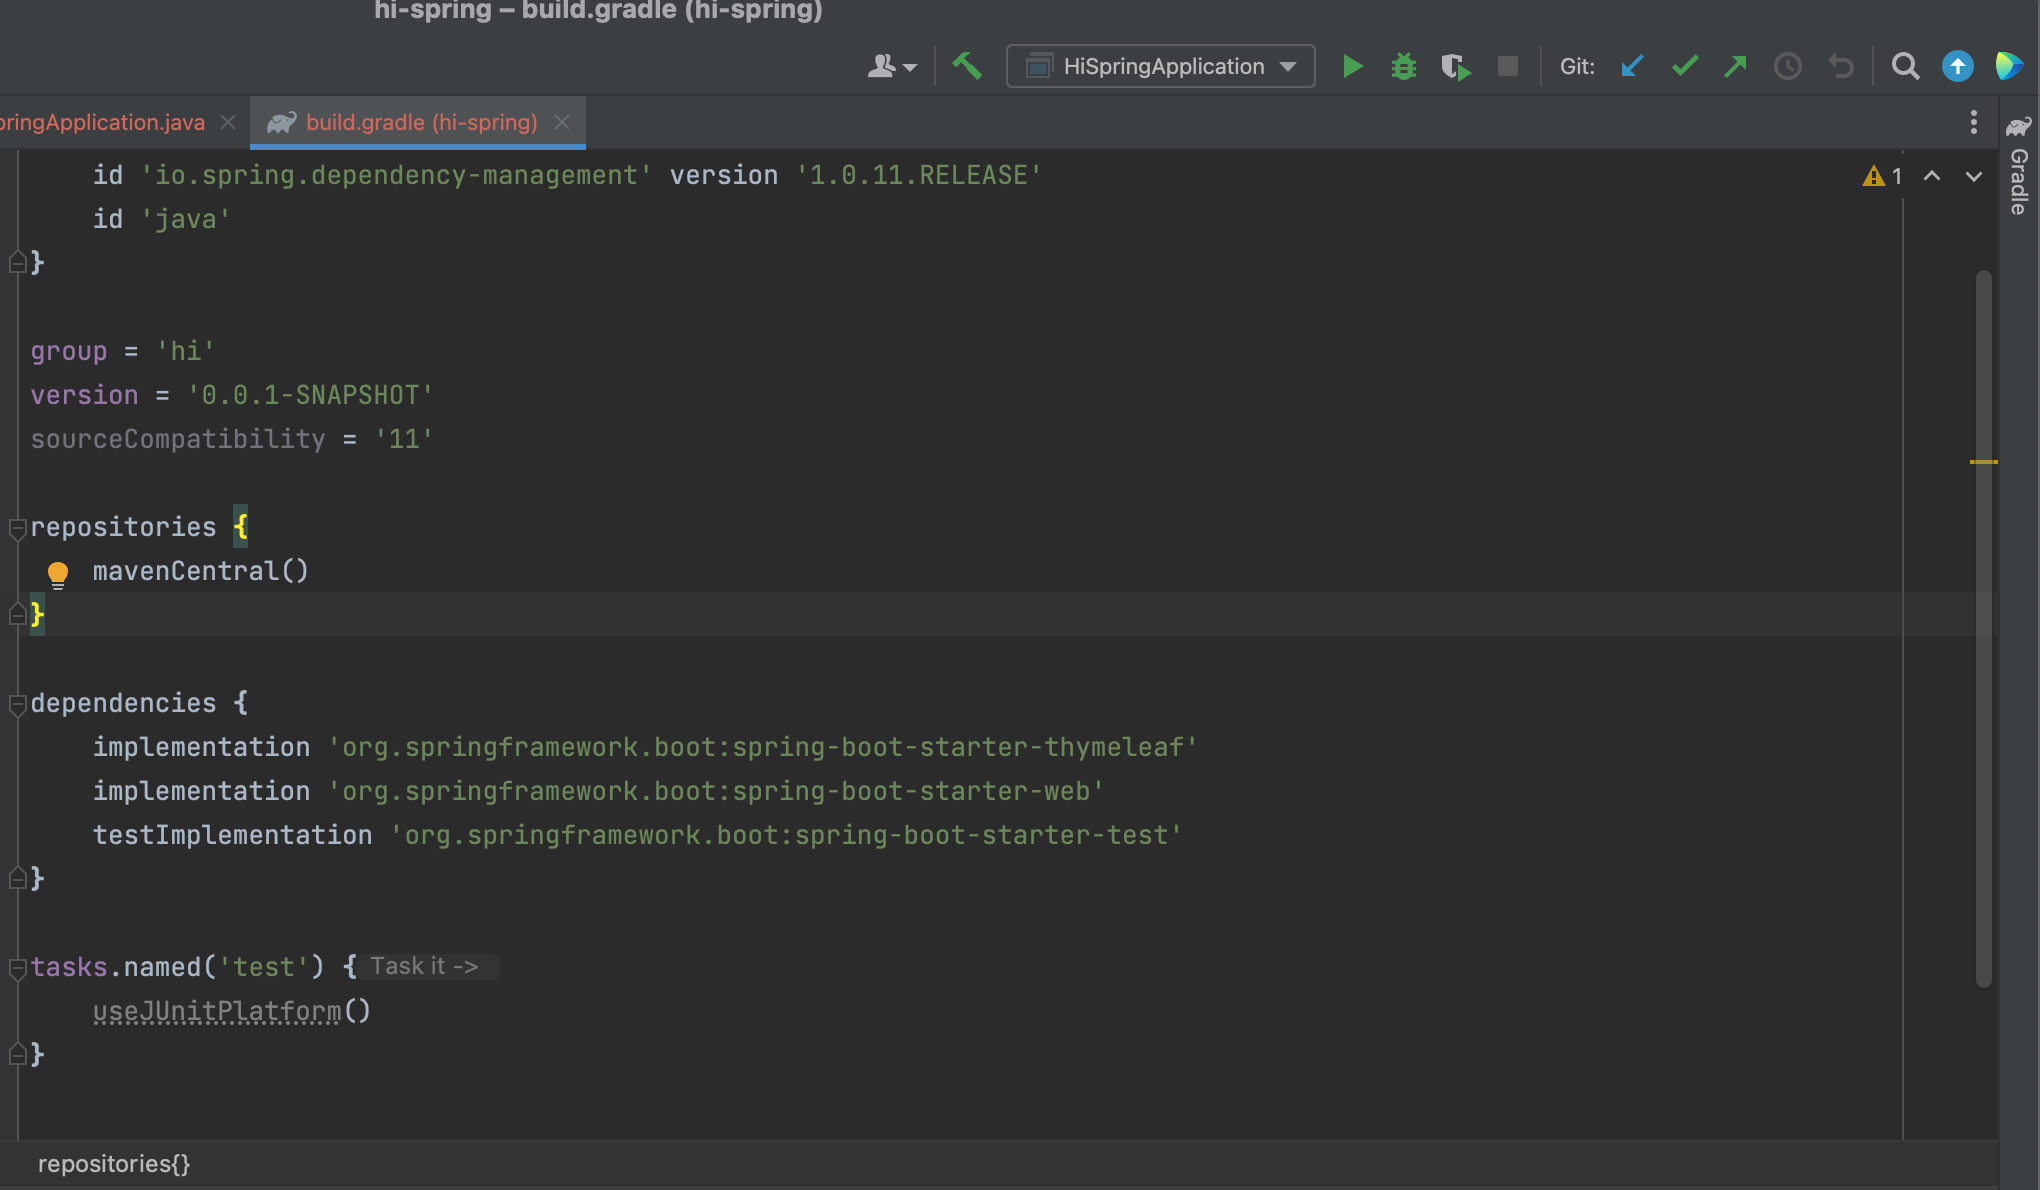 hi-spring – build.gradle (hi-spring)
HiSpringApplication
Git:
pringApplication.java
build.gradle (hi-spring)
Gradle
1
id 'io.spring.dependency-management' version '1.0.11.RELEASE'
id 'java'
}
group = 'hi'
version = '0.0.1-SNAPSHOT'
sourceCompatibility = '11'
repositories {
mavenCentral()
}
dependencies {
implementation 'org.springframework.boot:spring-boot-starter-thymeleaf'
implementation 'org.springframework.boot:spring-boot-starter-web'
testImplementation 'org.springframework.boot:spring-boot-starter-test'
}
tasks.named('test') { Task it ->
useJUnitPlatform()
}
repositories{}